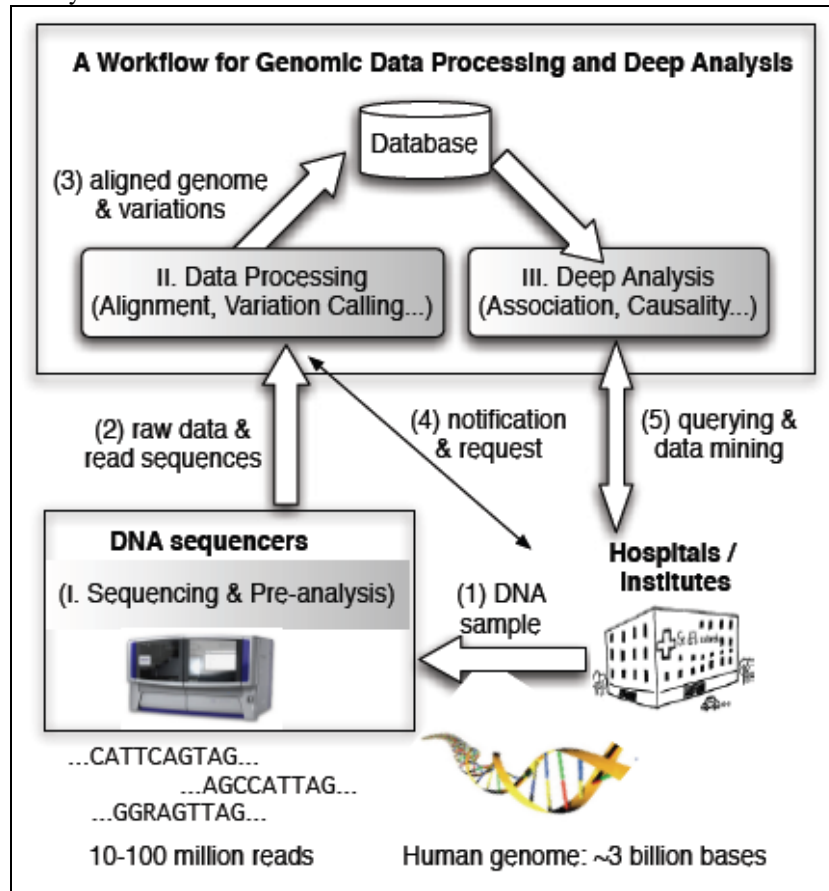 A Workflow for Genomic Data Processing and Deep Analysis
Database
(3) aligned genome
& variations
II. Data Processing
(Alignment, Variation Calling...)
III. Deep Analysis
(Association, Causality...)
(2) raw data &
read sequences
(4) notification
& request
(5) querying &
data mining
DNA sequencers
(I. Sequencing & Pre-analysis)
(1) DNA
sample
Hospitals /
Institutes
...CATTCAGTAG...
...AGCCATTAG...
...GGRAGTTAG...
10-100 million reads
Human genome: ~3 billion bases